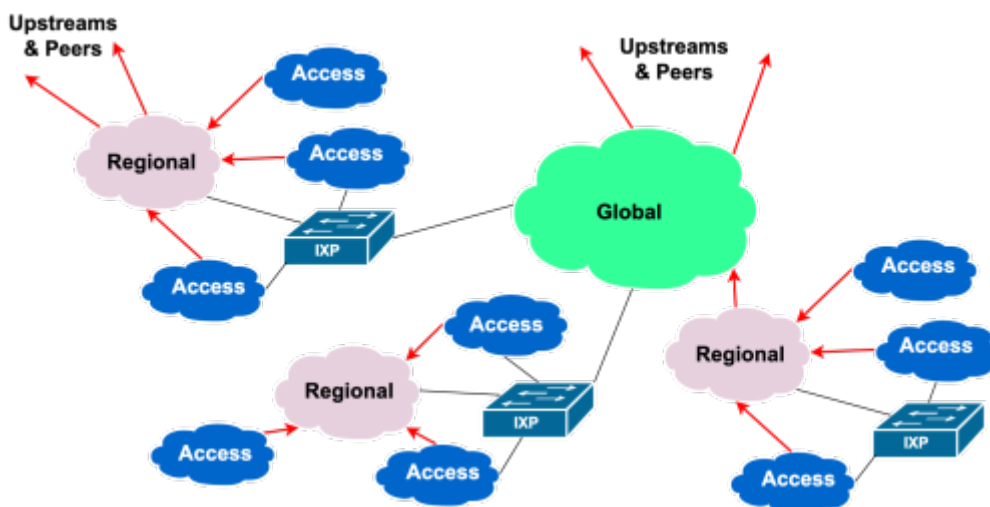 Upstreams
& Peers
Access
Access
Regional
IXP
Access
Upstreams
& Peers
Global
Access
Access
Regional
IXP
Access
Access
Regional
IXP
Access
Access